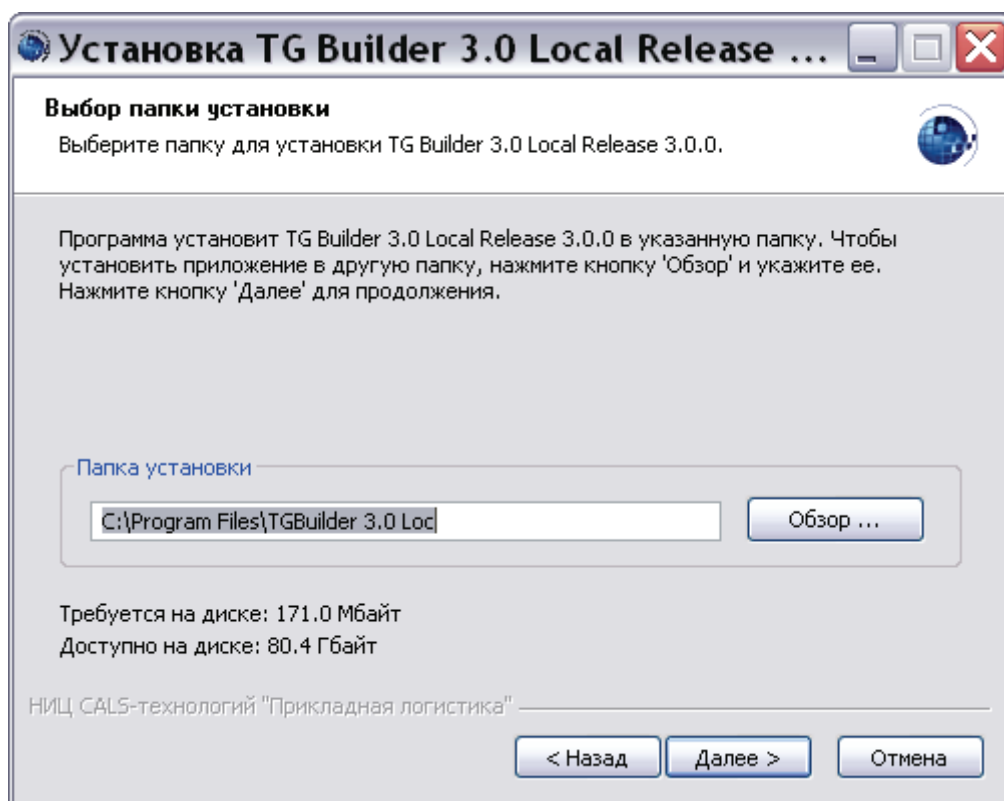 Установка TG Builder 3.0 Local Release ...
Выбор папки установки
Выберите папку для установки TG Builder 3.0 Local Release 3.0.0.
Программа установит TG Builder 3.0 Local Release 3.0.0 в указанную папку. Чтобы
установить приложение в другую папку, нажмите кнопку 'Обзор' и укажите ее.
Нажмите кнопку 'Далее' для продолжения.
Папка установки
C:\Program Files\TGBuilder 3.0 Loc
Обзор ...
Требуется на диске: 171.0 Мбайт
Доступно на диске: 80.4 Гбайт
НИЦ CALS-технологий "Прикладная логистика"
< Назад
Далее >
Отмена